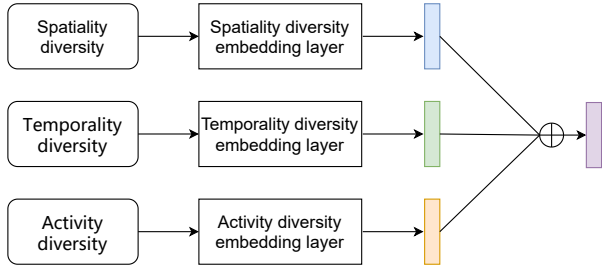 Spatiality
diversity
Spatiality diversity
embedding layer
Temporality
diversity
Temporality diversity
embedding layer
Activity
diversity
Activity diversity
embedding layer